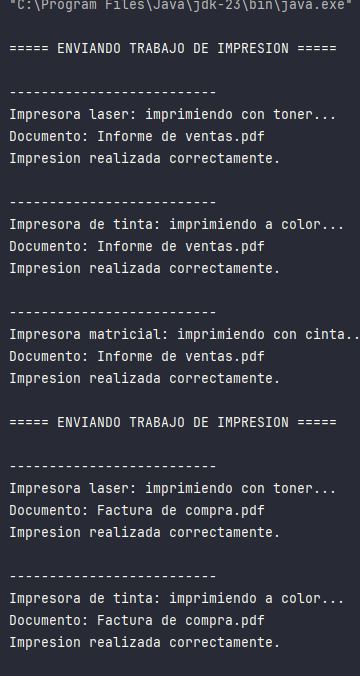 "C:\Program Files\Java\jdk-23\bin\java.exe"
===== ENVIANDO TRABAJO DE IMPRESION =====
--------------------------
Impresora laser: imprimiendo con toner...
Documento: Informe de ventas.pdf
Impresion realizada correctamente.
--------------------------
Impresora de tinta: imprimiendo a color...
Documento: Informe de ventas.pdf
Impresion realizada correctamente.
--------------------------
Impresora matricial: imprimiendo con cinta..
Documento: Informe de ventas.pdf
Impresion realizada correctamente.
===== ENVIANDO TRABAJO DE IMPRESION =====
--------------------------
Impresora laser: imprimiendo con toner...
Documento: Factura de compra.pdf
Impresion realizada correctamente.
--------------------------
Impresora de tinta: imprimiendo a color...
Documento: Factura de compra.pdf
Impresion realizada correctamente.